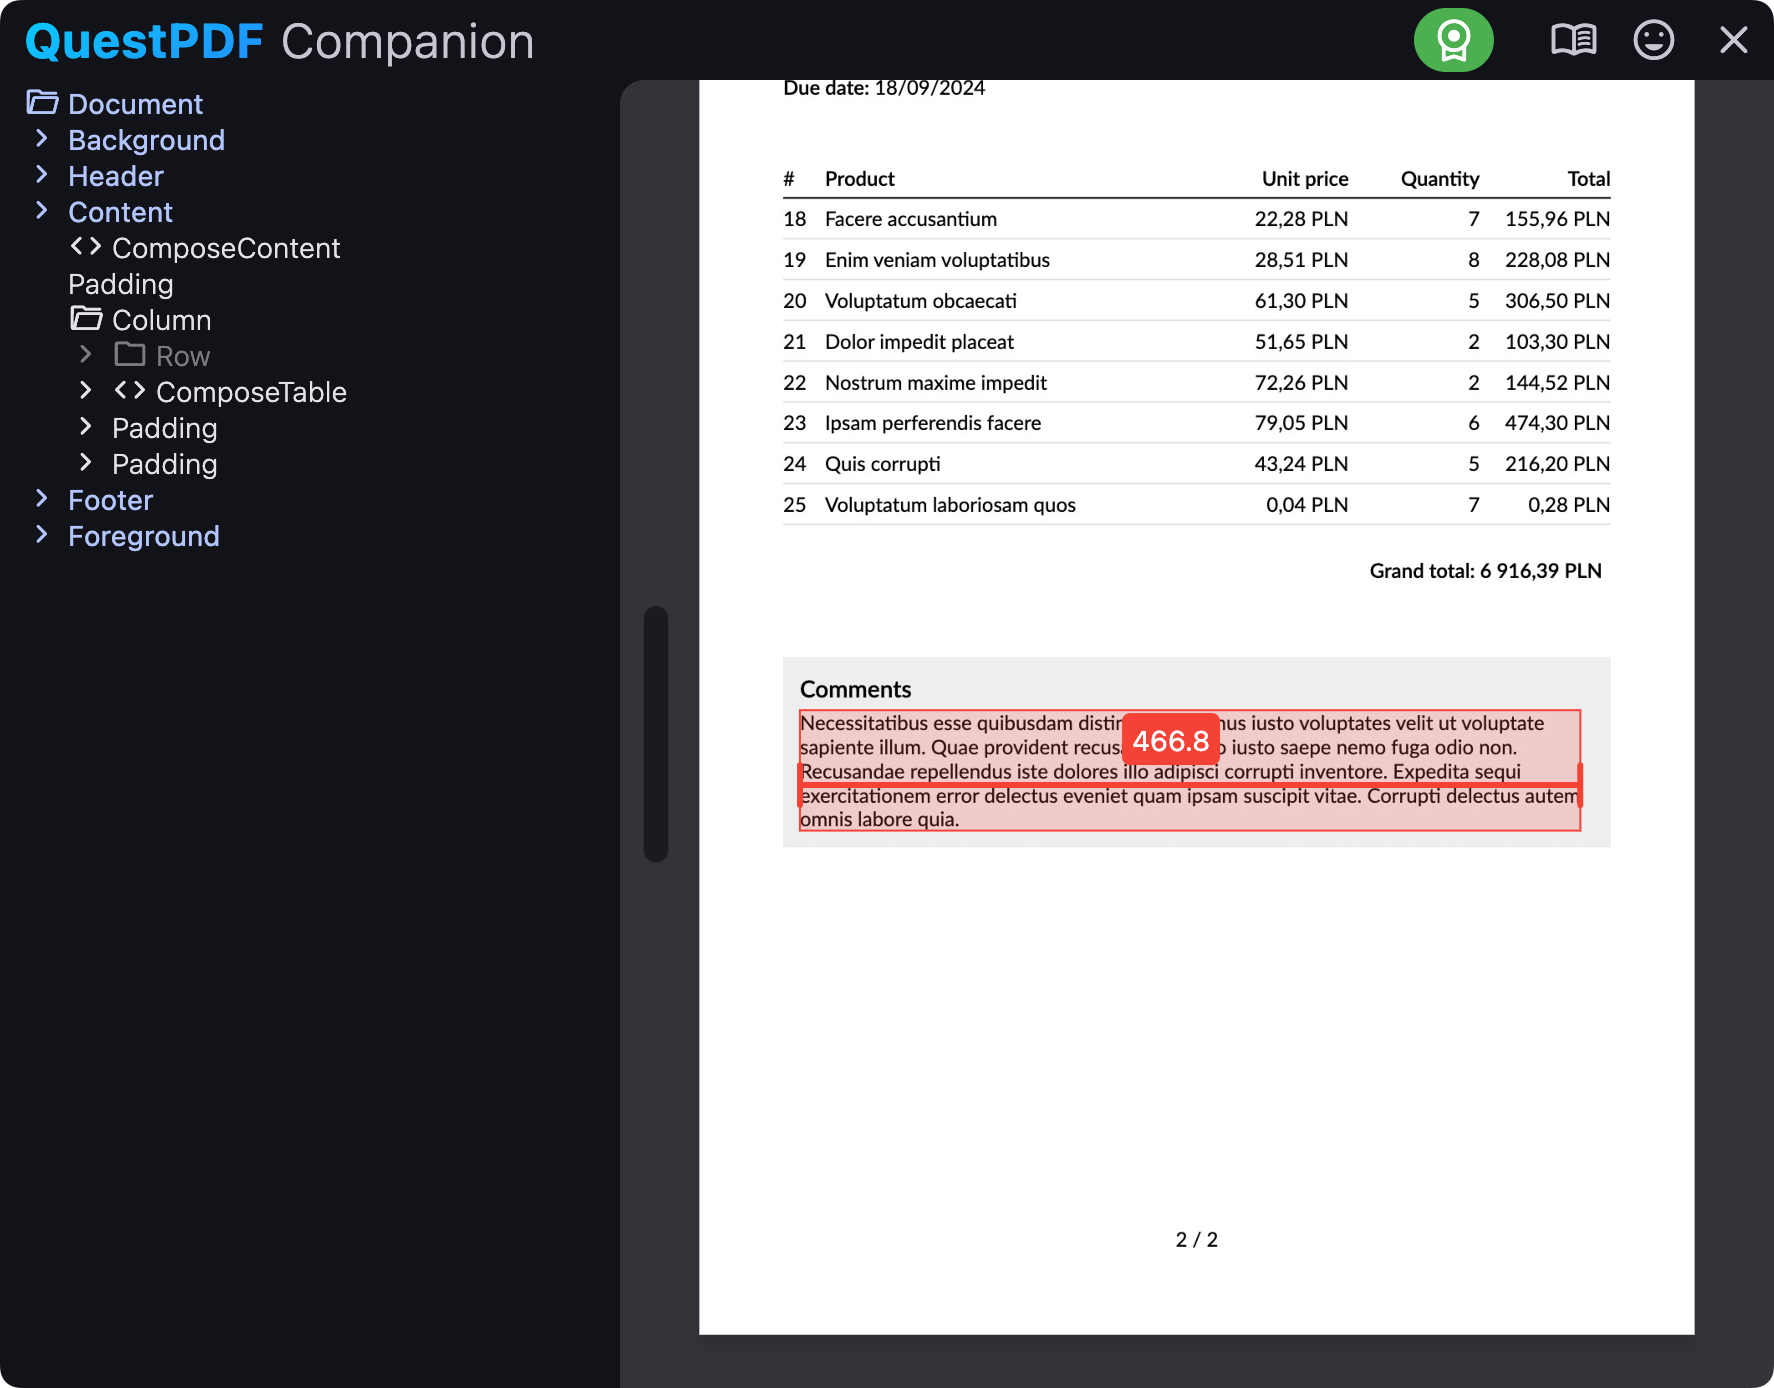 QuestPDF Companion
Document
Background
Header
Content
<> ComposeContent
Padding
Column
Row
<> ComposeTable
Padding
Padding
Footer
Foreground
Due date: 18/09/2024
# Product Unit price Quantity Total
18 Facere accusantium 22,28 PLN 7 155,96 PLN
19 Enim veniam voluptatibus 28,51 PLN 8 228,08 PLN
20 Voluptatum obcaecati 61,30 PLN 5 306,50 PLN
21 Dolor impedit placeat 51,65 PLN 2 103,30 PLN
22 Nostrum maxime impedit 72,26 PLN 2 144,52 PLN
23 Ipsam perferendis facere 79,05 PLN 6 474,30 PLN
24 Quis corrupti 43,24 PLN 5 216,20 PLN
25 Voluptatum laboriosam quos 0,04 PLN 7 0,28 PLN
Grand total: 6 916,39 PLN
Comments
Necessitatibus esse quibusdam iusto voluptates velit ut voluptate
466.8
sapiente illum. Quae provident iusto saepe nemo fuga odio non.
Recusandae repellendus iste dolores illo adipisci corrupti inventore. Expedita sequi
exercitationem error delectus eveniet quam ipsam suscipit vitae. Corrupti delectus autem
omnis labore quia.
2 / 2